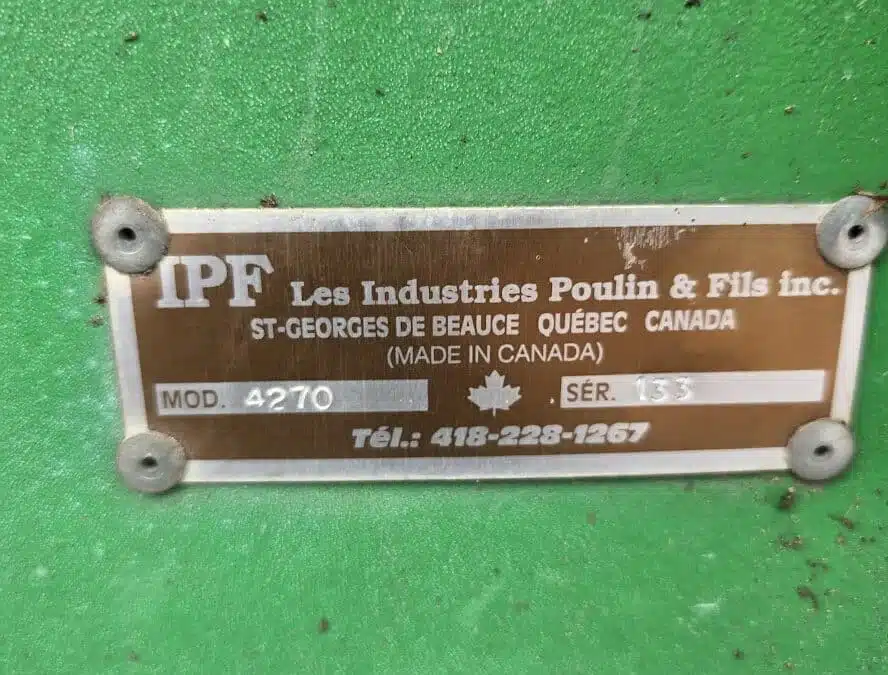 IPF Les Industries Poulin & Fils inc.
ST-GEORGES DE BEAUCE QUÉBEC CANADA
(MADE IN CANADA)
MOD. 4270 SÉR. 133
Tél.: 418-228-1267